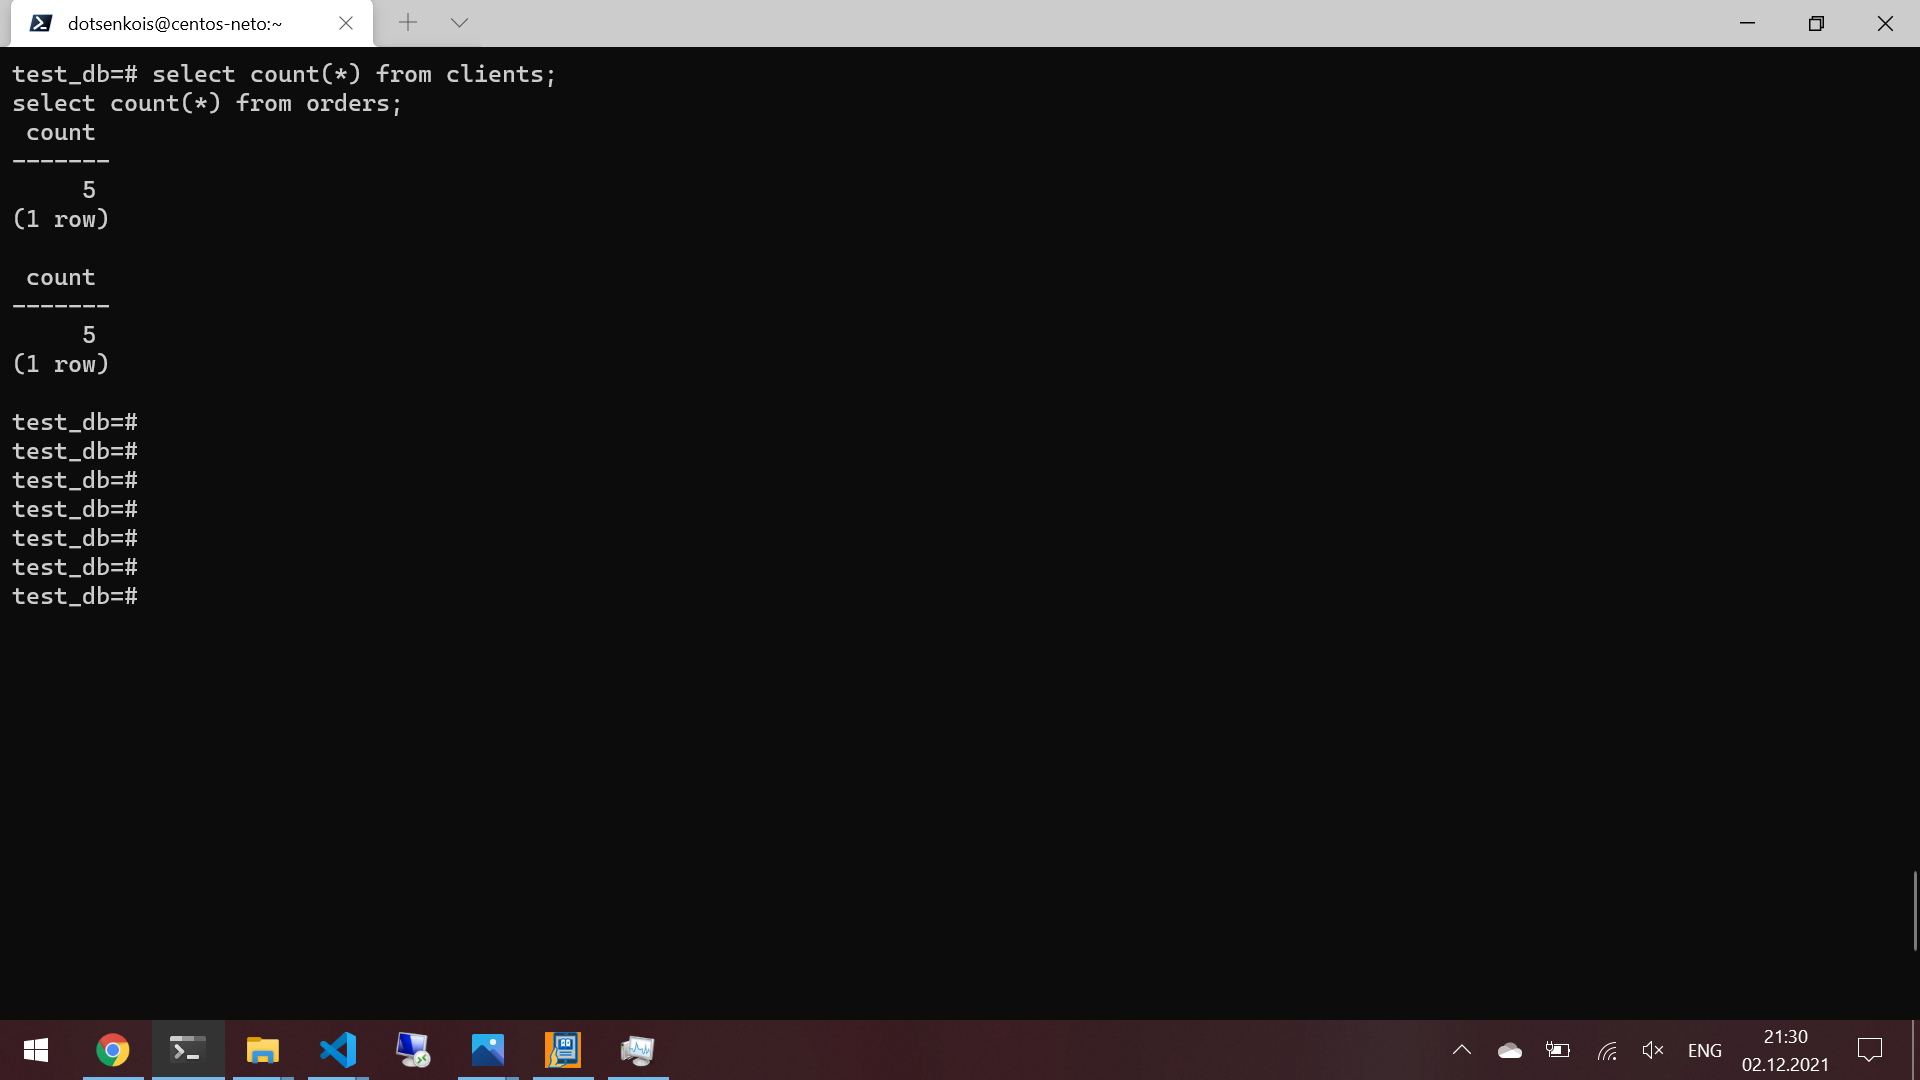 dotsenkois@centos-neto:~
test_db=# select count(*) from clients;
select count(*) from orders;
 count
-------
     5
(1 row)

 count
-------
     5
(1 row)

test_db=#
test_db=#
test_db=#
test_db=#
test_db=#
test_db=#
test_db=#
ENG
21:30
02.12.2021